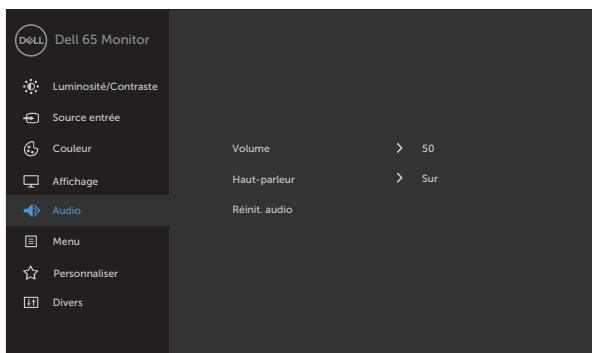 DELL Dell 65 Monitor
Luminosité/Contraste
Source entrée
Couleur
Volume
50
Affichage
Haut-parleur
Sur
Audio
Réinit. audio
Menu
Personnaliser
Divers